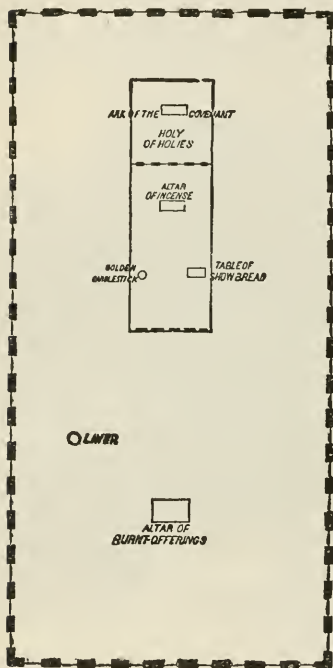 ARK OF THE COVENANT
HOLY
OF HOLIES
ALTAR
OF INCENSE
GOLDEN
CANDLESTICK
TABLE OF
SHOW BREAD
LAVER
ALTAR OF
BURNT-OFFERINGS